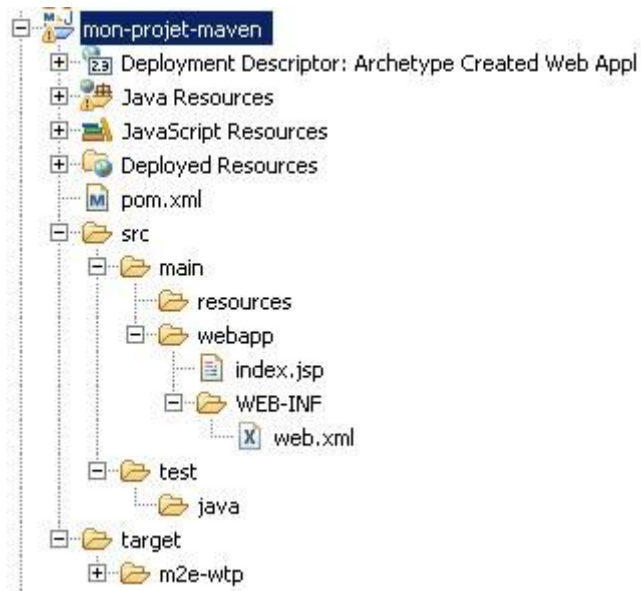 mon-projet-maven
Deployment Descriptor: Archetype Created Web Appl
Java Resources
JavaScript Resources
Deployed Resources
pom.xml
src
main
resources
webapp
index.jsp
WEB-INF
web.xml
test
java
target
m2e-wtp